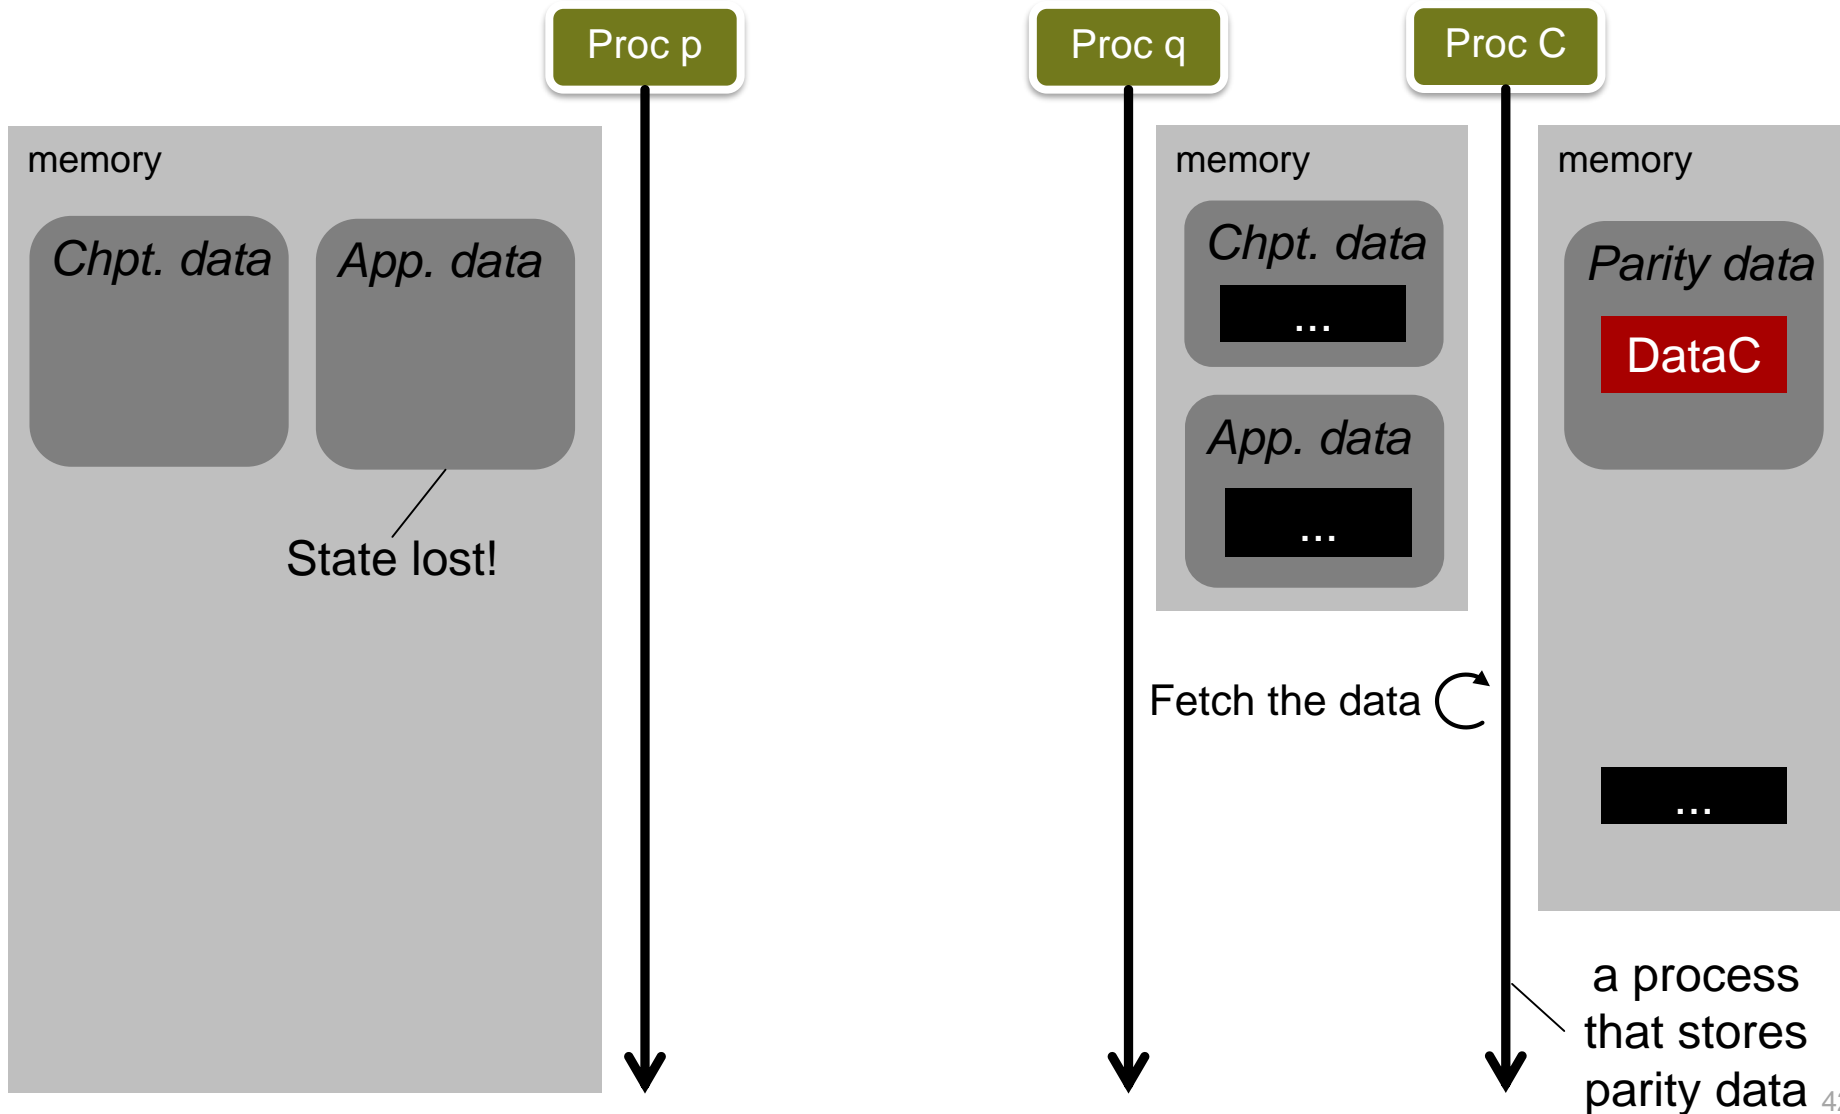 Proc p
Proc q
Proc C
memory
Chpt. data
App. data
State lost!
memory
Chpt. data
...
App. data
...
memory
Parity data
DataC
Fetch the data
...
a process
that stores
parity data